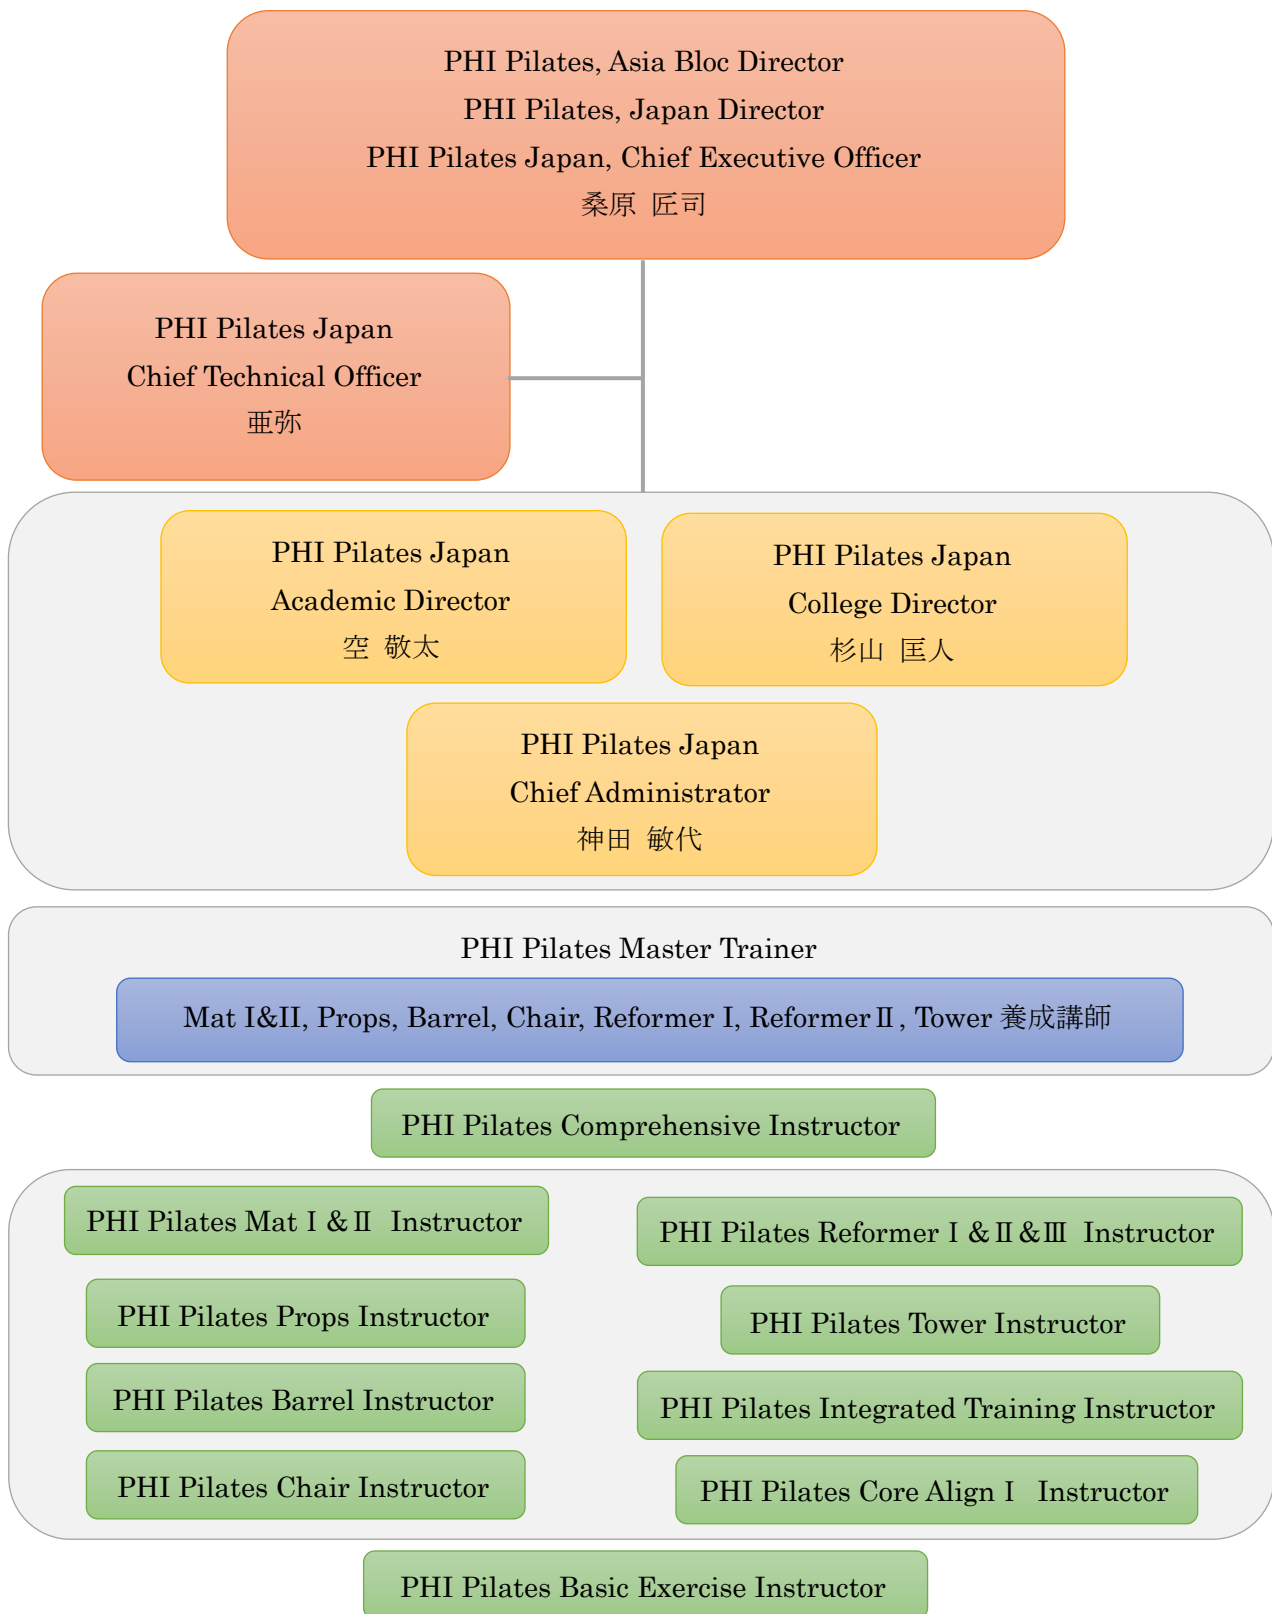 PHI Pilates, Asia Bloc Director
PHI Pilates, Japan Director
PHI Pilates Japan, Chief Executive Officer
桑原 匠司
PHI Pilates Japan
Chief Technical Officer
亜弥
PHI Pilates Japan
Academic Director
空 敬太
PHI Pilates Japan
College Director
杉山 匡人
PHI Pilates Japan
Chief Administrator
神田 敏代
PHI Pilates Master Trainer
Mat I&II, Props, Barrel, Chair, Reformer I, ReformerⅡ, Tower 養成講師
PHI Pilates Comprehensive Instructor
PHI Pilates MatⅠ&Ⅱ Instructor
PHI Pilates ReformerⅠ&Ⅱ&Ⅲ Instructor
PHI Pilates Props Instructor
PHI Pilates Tower Instructor
PHI Pilates Barrel Instructor
PHI Pilates Integrated Training Instructor
PHI Pilates Chair Instructor
PHI Pilates Core AlignⅠ Instructor
PHI Pilates Basic Exercise Instructor